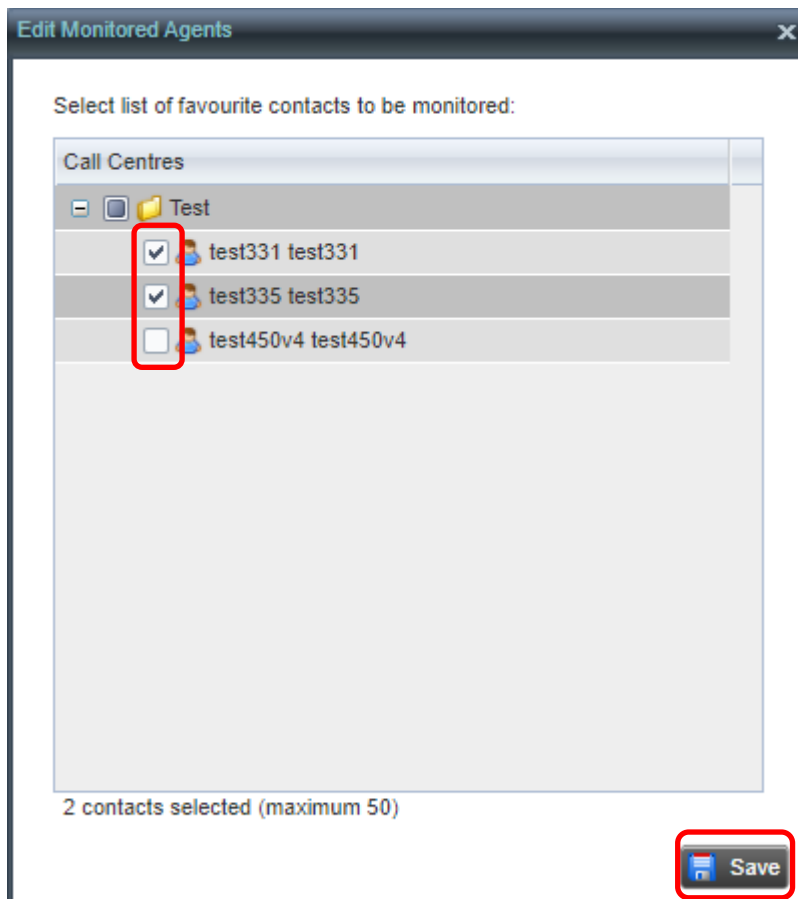 Edit Monitored Agents
x
Select list of favourite contacts to be monitored:
Call Centres
Test
test331 test331
test335 test335
test450v4 test450v4
2 contacts selected (maximum 50)
Save